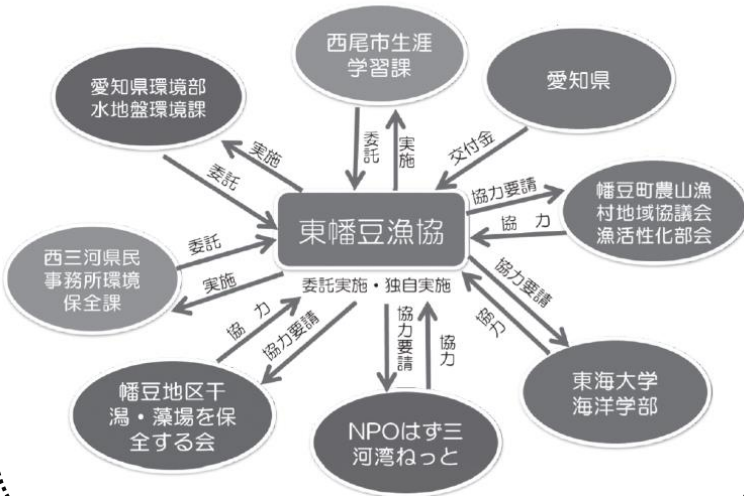 西尾市生涯
学習課
愛知県
愛知県環境部
水地盤環境課
委託
実施
交付金
実施
委託
協力要請
協 力
幡豆町農山漁
村地域協議会
漁活性化部会
東幡豆漁協
西三河県民
事務所環境
保全課
委託
実施
委託実施・独自実施
協 力
協力要請
協力要請
協力
協力要請
協力
幡豆地区干
潟・藻場を保
全する会
NPOはず三
河湾ねっと
東海大学
海洋学部